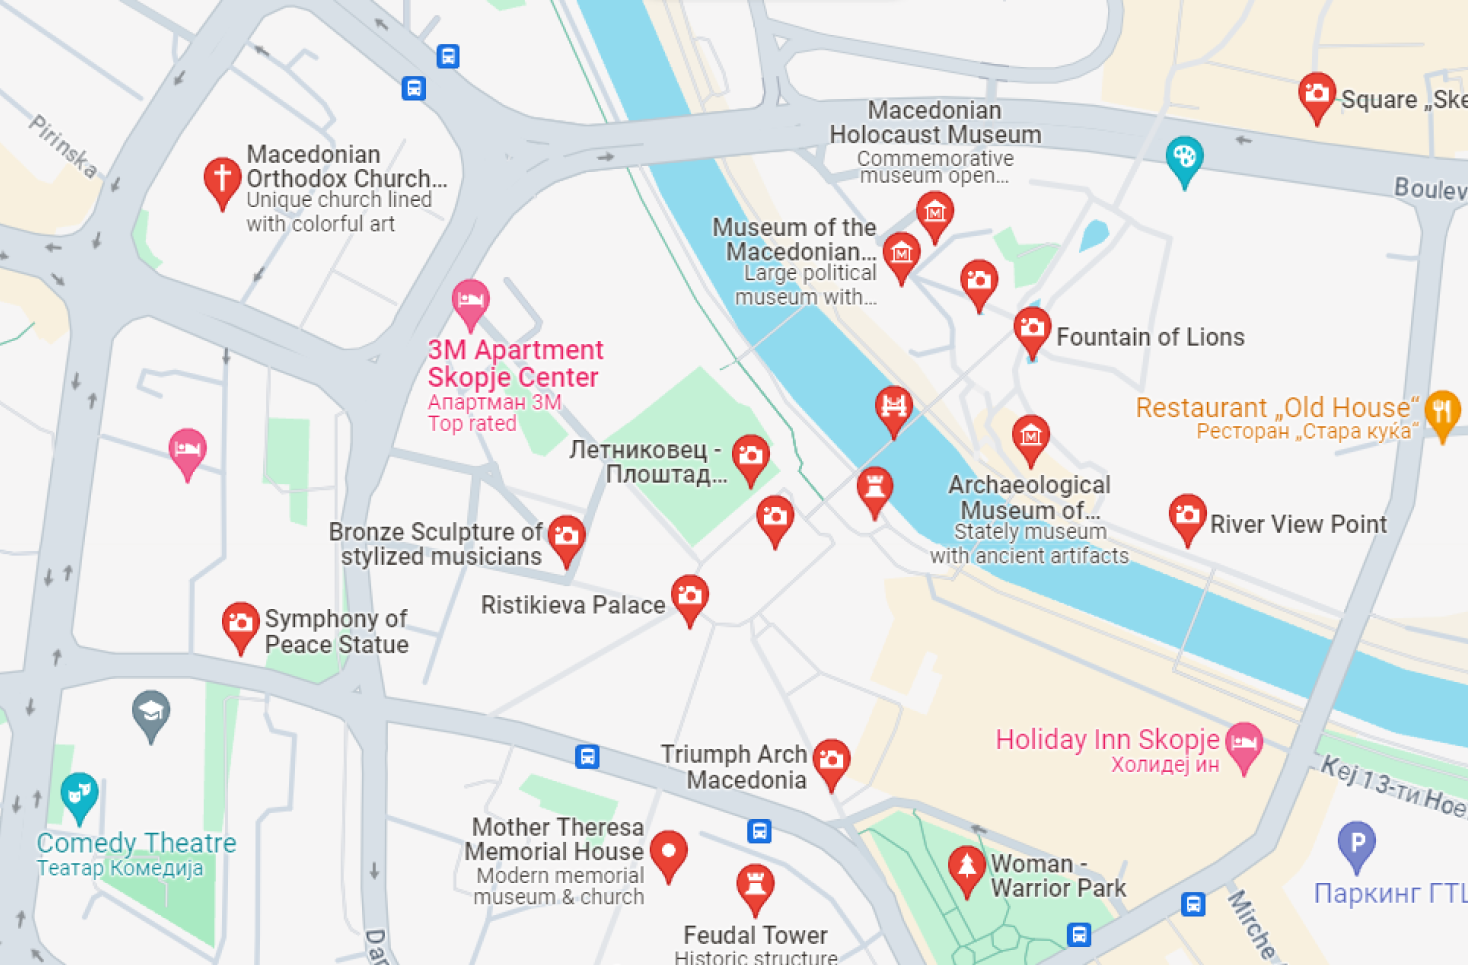 Pirinska
Macedonian
Orthodox Church...
Unique church lined
with colorful art
Macedonian
Holocaust Museum
Commemorative
museum open...
Square „Ske
Boulev
Museum of the
Macedonian...
Large political
museum with...
Fountain of Lions
3M Apartment
Skopje Center
Апартман 3М
Top rated
Restaurant „Old House“
Ресторан „Стара куќа“
Летниковец -
Плоштад...
Archaeological
Museum of...
Stately museum
with ancient artifacts
River View Point
Bronze Sculpture of
stylized musicians
Ristikieva Palace
Symphony of
Peace Statue
Holiday Inn Skopje
Холидеј ин
Triumph Arch
Macedonia
Кеј 13-ти Ное
Comedy Theatre
Театар Комедија
Mother Theresa
Memorial House
Modern memorial
museum & church
Woman -
Warrior Park
P
Паркинг ГТЦ
Mirche A
Dan
Feudal Tower
Historic structure